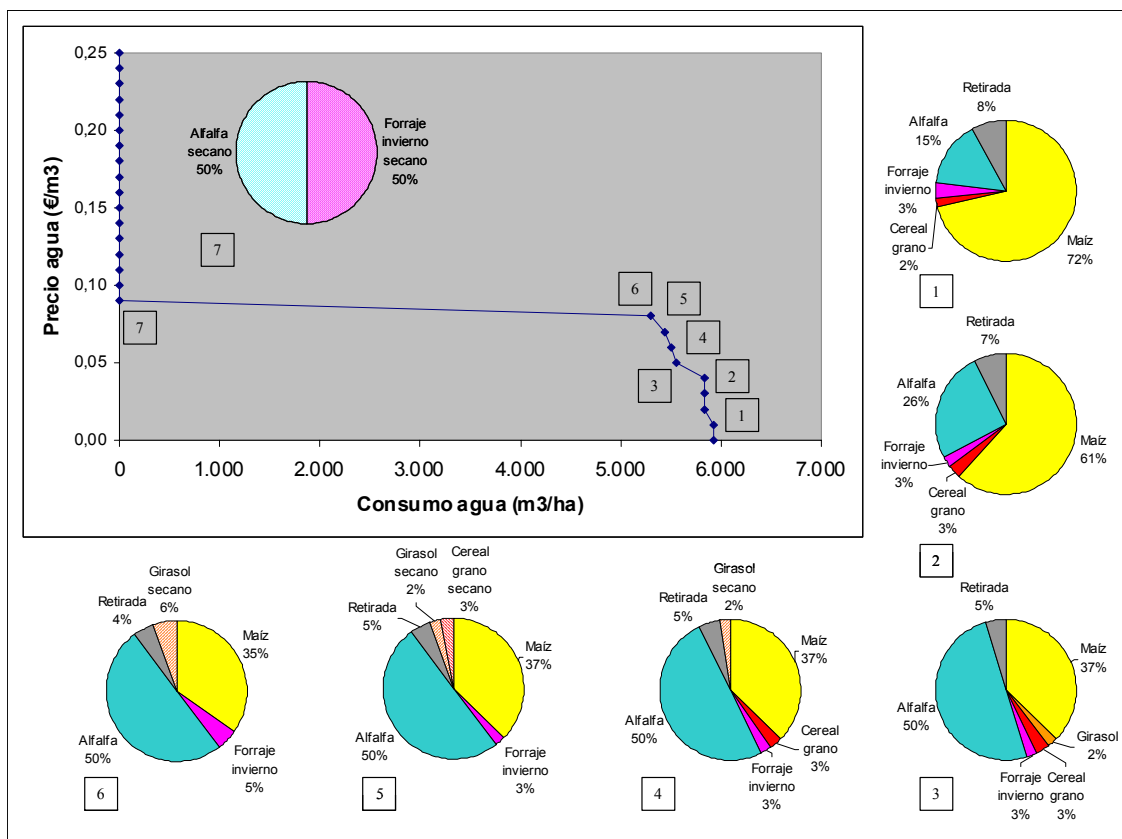 Precio agua (€/m3)
0,25
0,20
0,15
0,10
0,05
0,00
0
1.000
2.000
3.000
4.000
5.000
6.000
7.000
Consumo agua (m3/ha)
Alfalfa
secano
50%
Forraje
invierno
secano
50%
7
7
6
5
4
3
2
1
Retirada
8%
Alfalfa
15%
Forraje
invierno
3%
Cereal
grano
2%
Maíz
72%
1
Retirada
7%
Alfalfa
26%
Forraje
invierno
3%
Cereal
grano
3%
Maíz
61%
2
Girasol
secano
6%
Retirada
4%
Maíz
35%
Alfalfa
50%
Forraje
invierno
5%
6
Girasol
secano
2%
Cereal
grano
secano
3%
Retirada
5%
Maíz
37%
Alfalfa
50%
Forraje
invierno
3%
5
Girasol
secano
2%
Retirada
5%
Maíz
37%
Alfalfa
50%
Cereal
grano
3%
Forraje
invierno
3%
4
Retirada
5%
Maíz
37%
Alfalfa
50%
Girasol
2%
Forraje
invierno
3%
Cereal
grano
3%
3